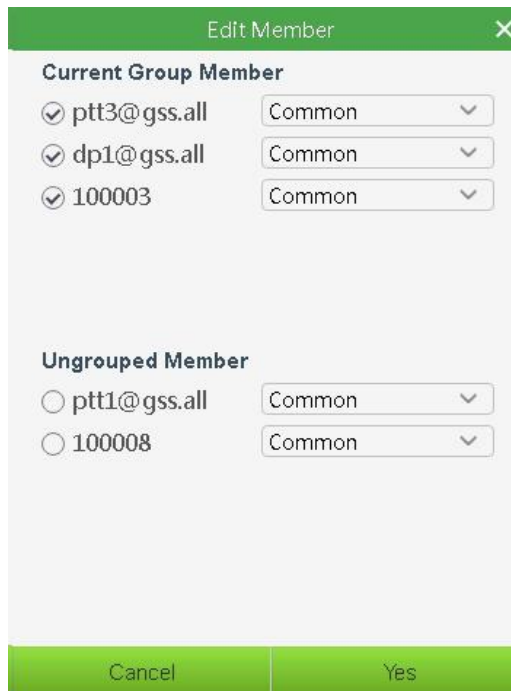 Edit Member
Current Group Member
ptt3@gss.all Common
dp1@gss.all Common
100003 Common
Ungrouped Member
ptt1@gss.all Common
100008 Common
Cancel Yes